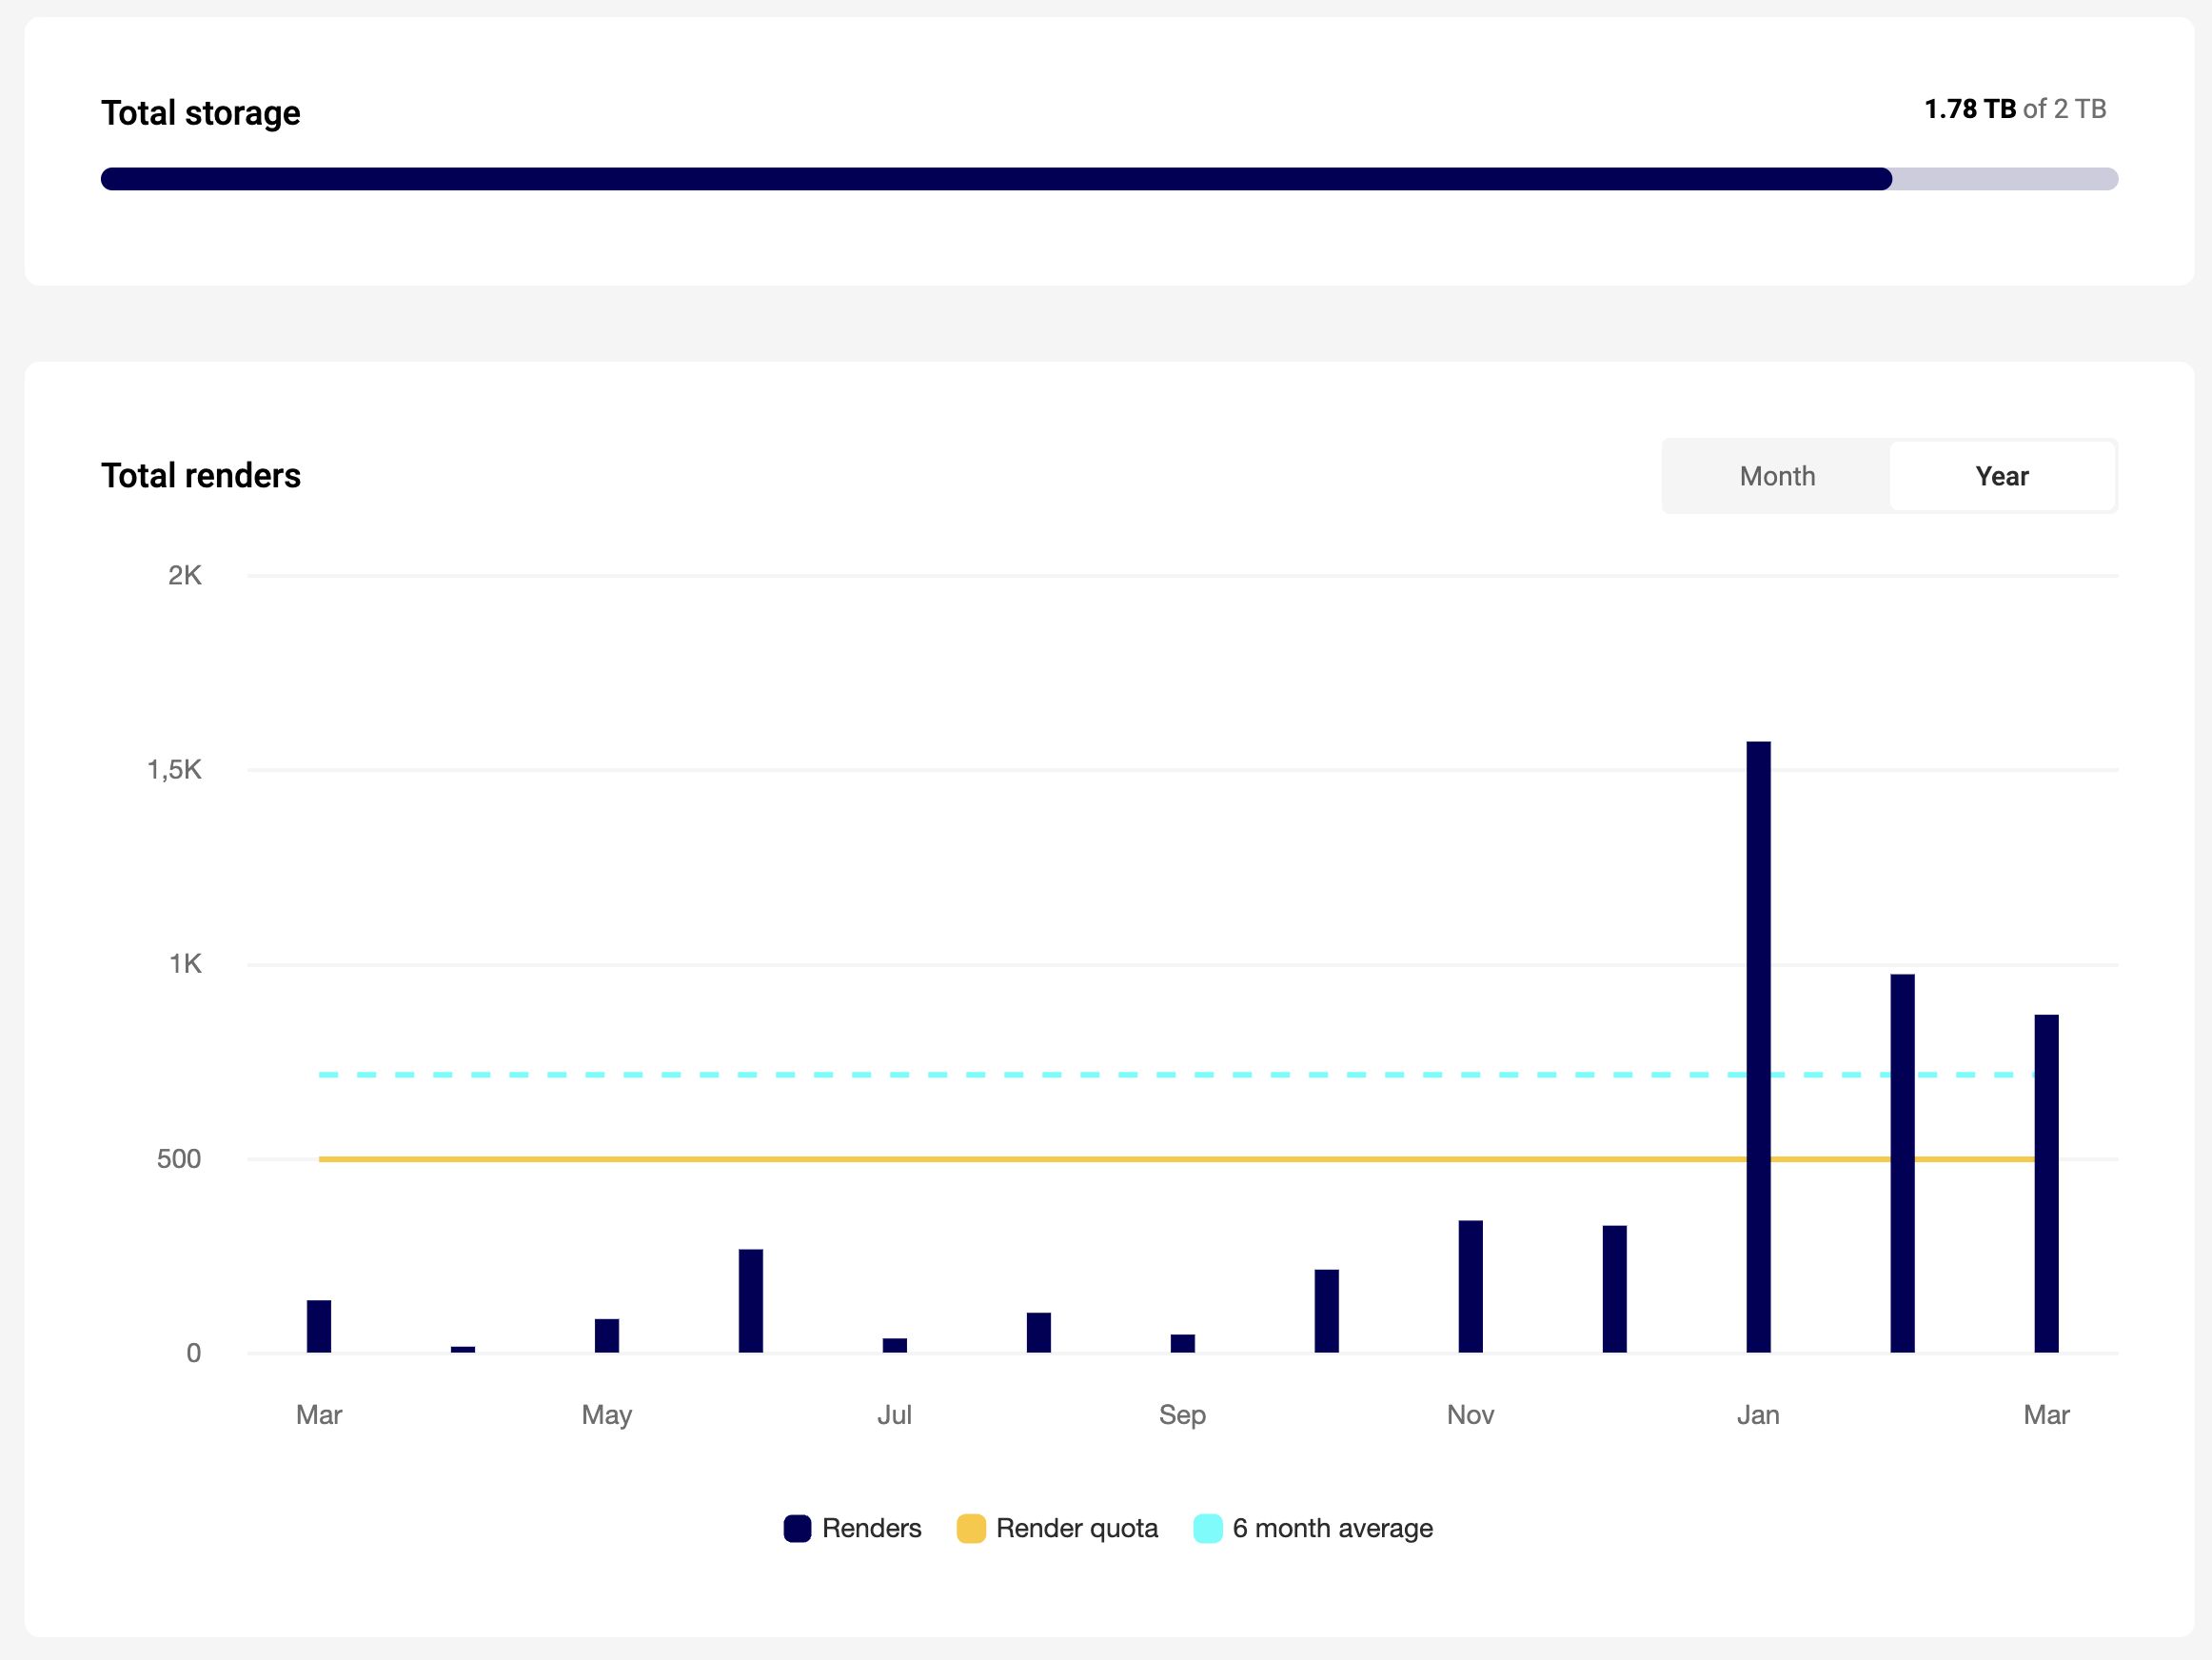 Total storage
1.78 TB of 2 TB
Total renders
Month Year
2K
1,5K
1K
500
0
Mar May Jul Sep Nov Jan Mar
Renders Render quota 6 month average